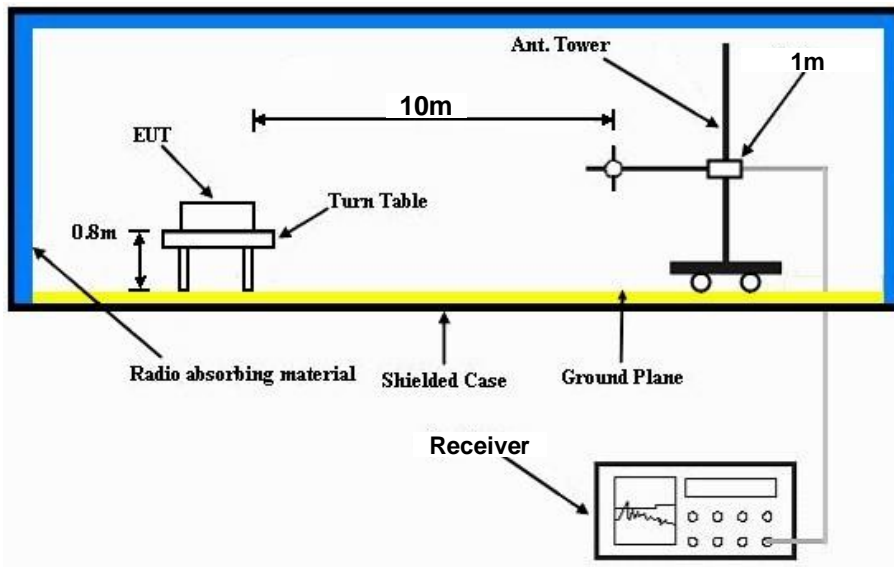 Ant. Tower
1m
10m
EUT
Turn Table
0.8m
Radio absorbing material
Shielded Case
Ground Plane
Receiver